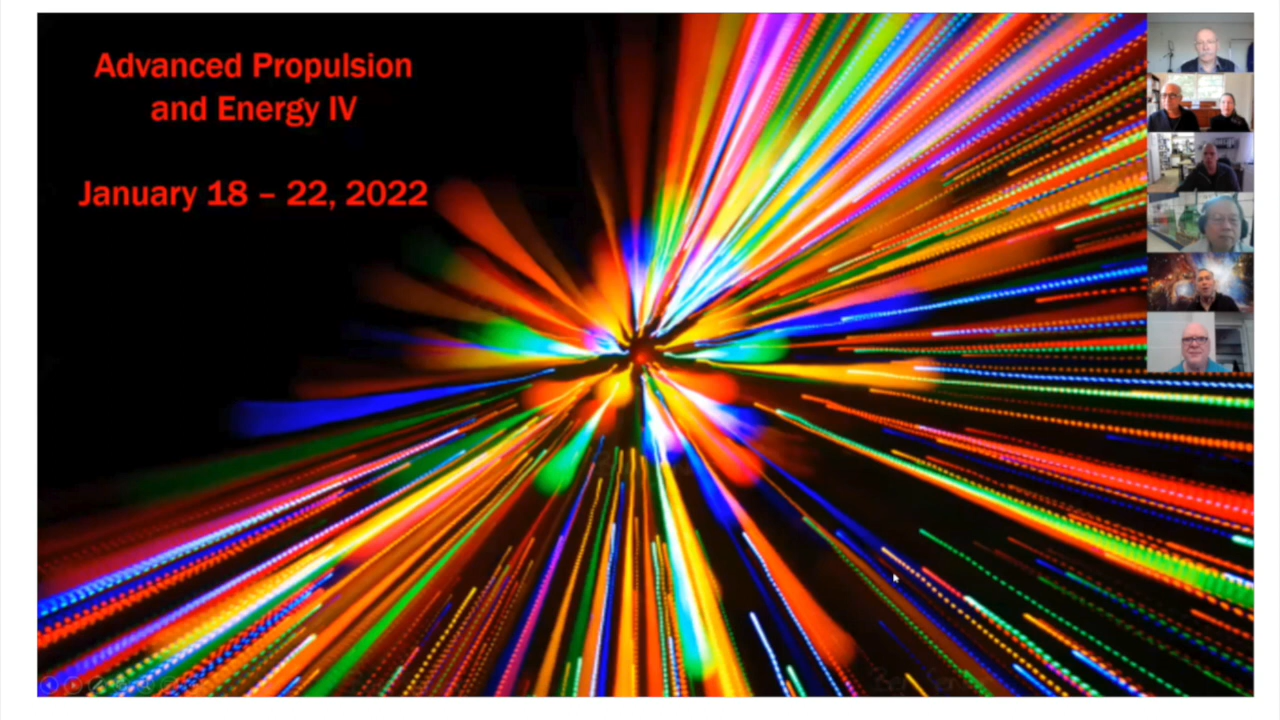 Advanced Propulsion
and Energy IV
January 18 – 22, 2022